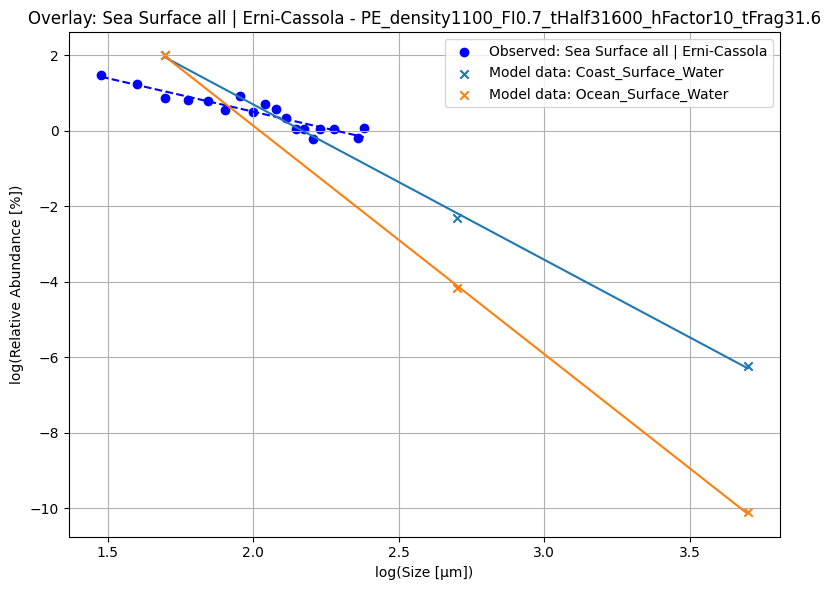 Overlay: Sea Surface all | Erni-Cassola - PE_density1100_FI0.7_tHalf31600_hFactor10_tFrag31.6
Observed: Sea Surface all | Erni-Cassola
Model data: Coast_Surface_Water
Model data: Ocean_Surface_Water
log(Relative Abundance [%])
2
0
−2
−4
−6
−8
−10
1.5
2.0
2.5
3.0
3.5
log(Size [µm])